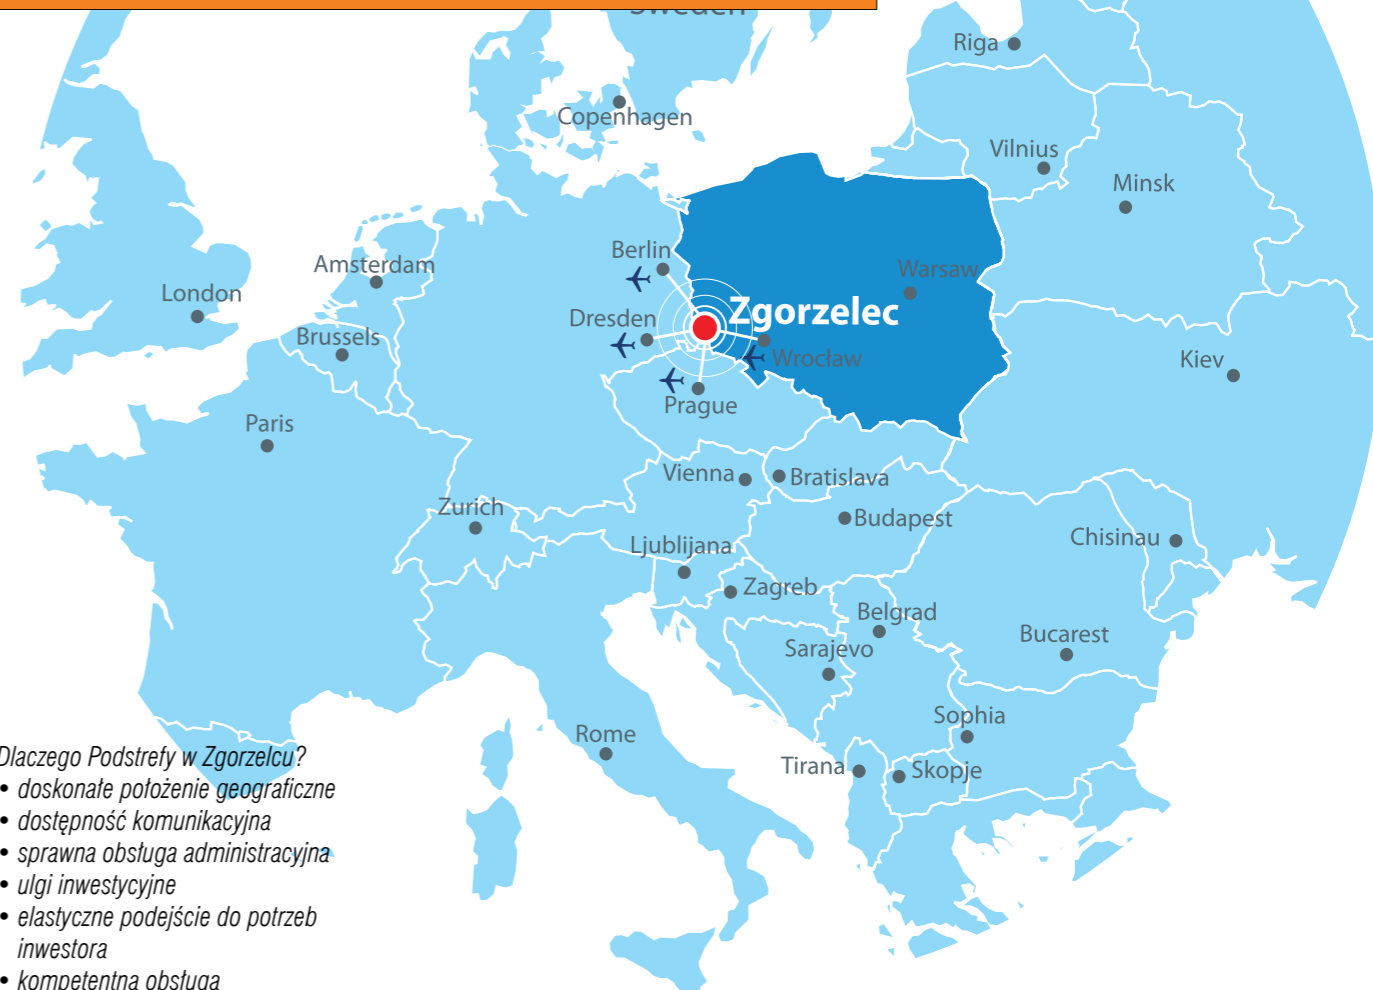 Sweden
Riga
Copenhagen
Vilnius
Minsk
Berlin
Amsterdam
Warsaw
London
Zgorzelec
Dresden
Brussels
Wrocław
Kiev
Prague
Paris
Vienna
Bratislava
Zurich
Budapest
Chisinau
Ljublijana
Zagreb
Belgrad
Bucarest
Sarajevo
Sophia
Rome
Tirana
Skopje
Dlaczego Podstrefy w Zgorzelcu?
• doskonałe położenie geograficzne
• dostępność komunikacyjna
• sprawna obsługa administracyjna
• ulgi inwestycyjne
• elastyczne podejście do potrzeb
inwestora
• kompetentna obsługa